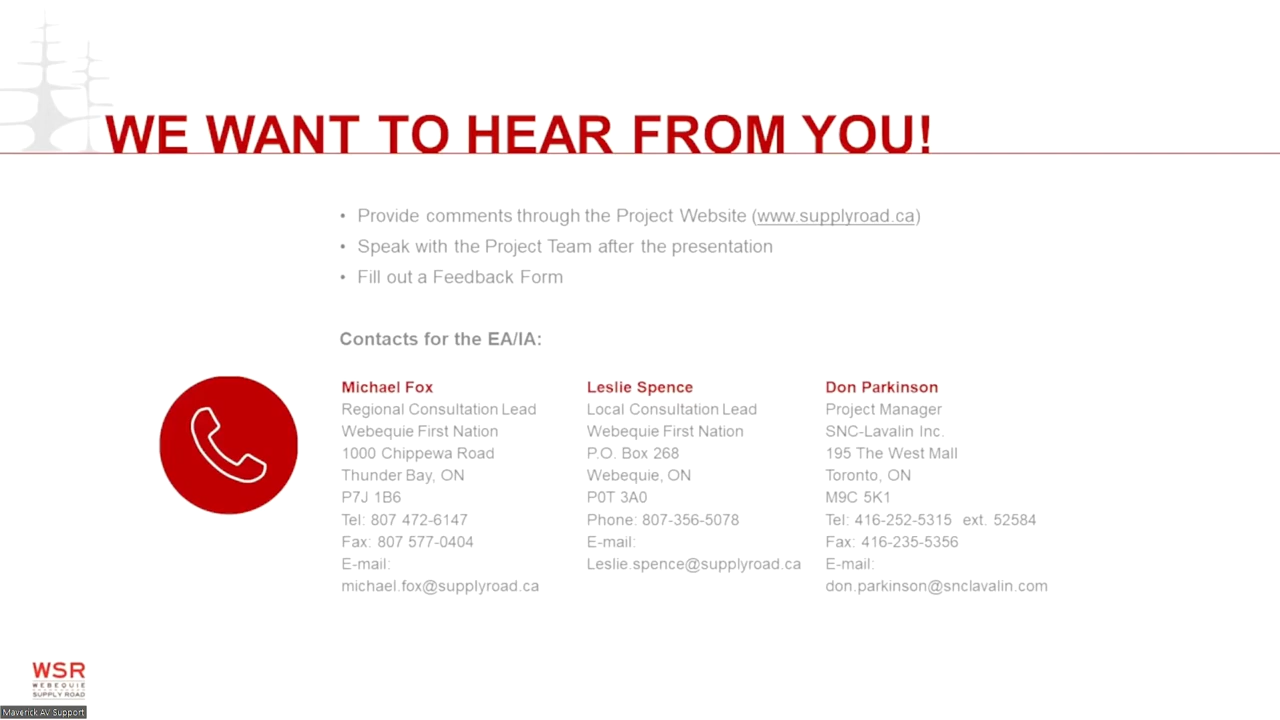 WE WANT TO HEAR FROM YOU!
• Provide comments through the Project Website (www.supplyroad.ca)
• Speak with the Project Team after the presentation
• Fill out a Feedback Form
Contacts for the EA/IA:
Michael Fox
Regional Consultation Lead
Webequie First Nation
1000 Chippewa Road
Thunder Bay, ON
P7J 1B6
Tel: 807 472-6147
Fax: 807 577-0404
E-mail:
michael.fox@supplyroad.ca
Leslie Spence
Local Consultation Lead
Webequie First Nation
P.O. Box 268
Webequie, ON
P0T 3A0
Phone: 807-356-5078
E-mail:
Leslie.spence@supplyroad.ca
Don Parkinson
Project Manager
SNC-Lavalin Inc.
195 The West Mall
Toronto, ON
M9C 5K1
Tel: 416-252-5315 ext. 52584
Fax: 416-235-5356
E-mail:
don.parkinson@snclavalin.com
WSR
WEBEQUIE
SUPPLY ROAD
Maverick AV Support